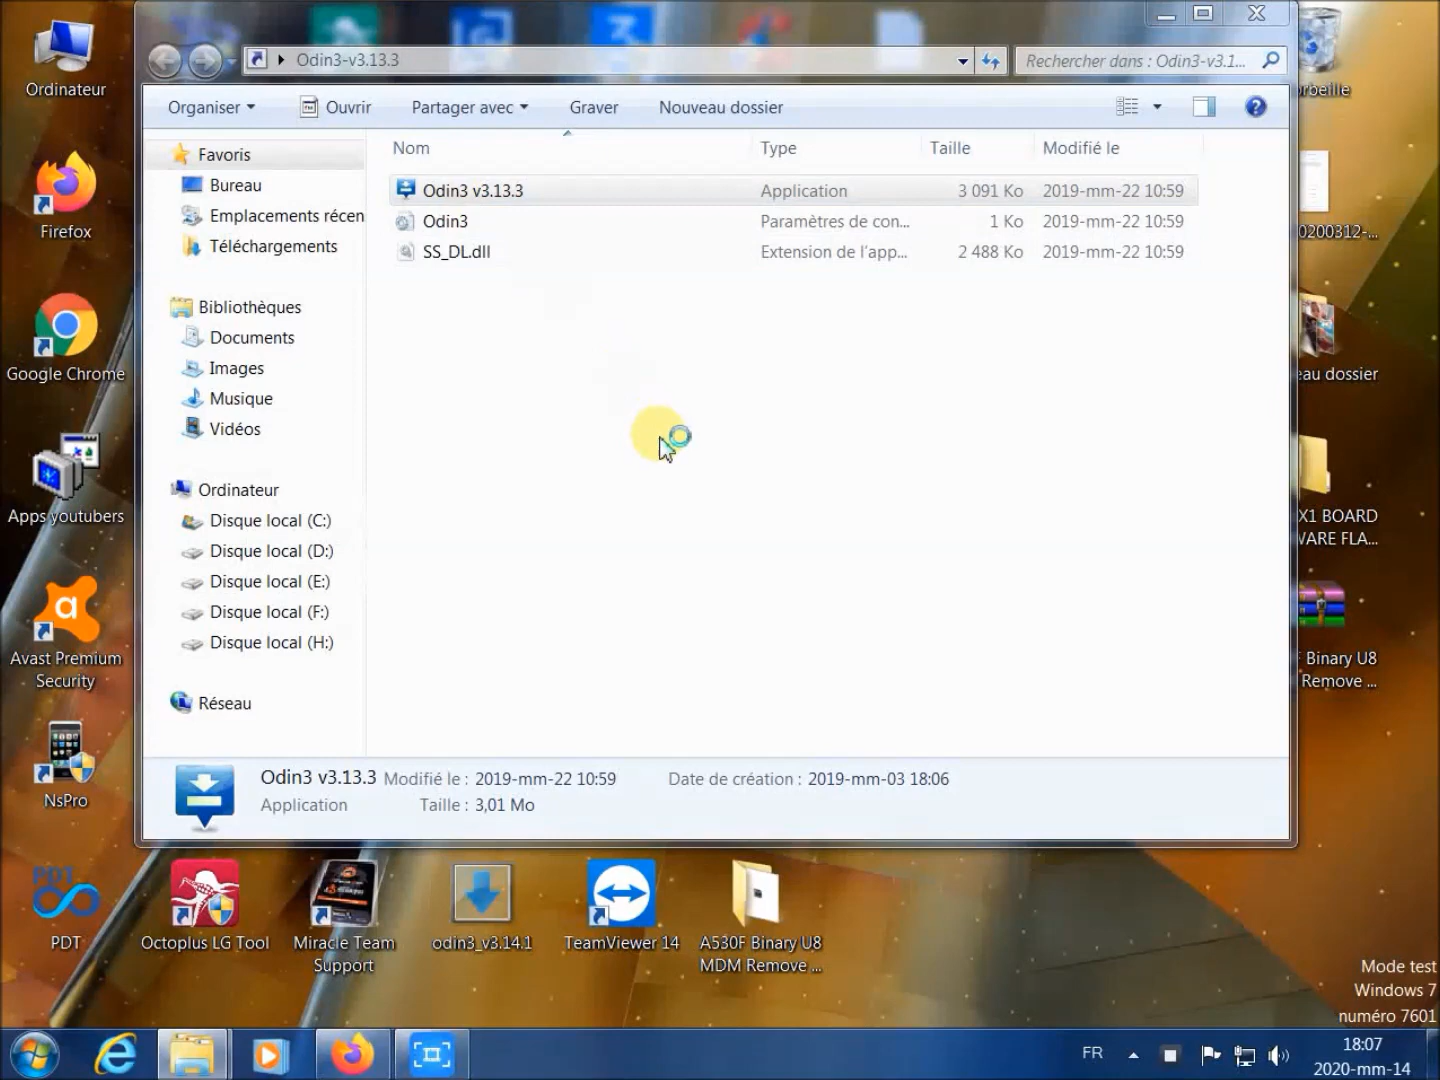 Ordinateur
Firefox
Google Chrome
Apps youtubers
Avast Premium
Security
NsPro
PDT
PDT
Octoplus LG Tool
Miracle Team
Support
odin3_v3.14.1
TeamViewer 14
A530F Binary U8
MDM Remove ...
Odin3-v3.13.3
Rechercher dans : Odin3-v3.1...
Organiser
Ouvrir
Partager avec
Graver
Nouveau dossier
Favoris
Bureau
Emplacements récen
Téléchargements
Bibliothèques
Documents
Images
Musique
Vidéos
Ordinateur
Disque local (C:)
Disque local (D:)
Disque local (E:)
Disque local (F:)
Disque local (H:)
Réseau
Nom Type Taille Modifié le
Odin3 v3.13.3 Application 3 091 Ko 2019-mm-22 10:59
Odin3 Paramètres de con... 1 Ko 2019-mm-22 10:59
SS_DL.dll Extension de l'app... 2 488 Ko 2019-mm-22 10:59
Odin3 v3.13.3 Modifié le : 2019-mm-22 10:59 Date de création : 2019-mm-03 18:06
Application Taille : 3,01 Mo
orbeille
0200312-...
eau dossier
X1 BOARD
WARE FLA...
F Binary U8
Remove ...
Mode test
Windows 7
numéro 7601
FR
18:07
2020-mm-14